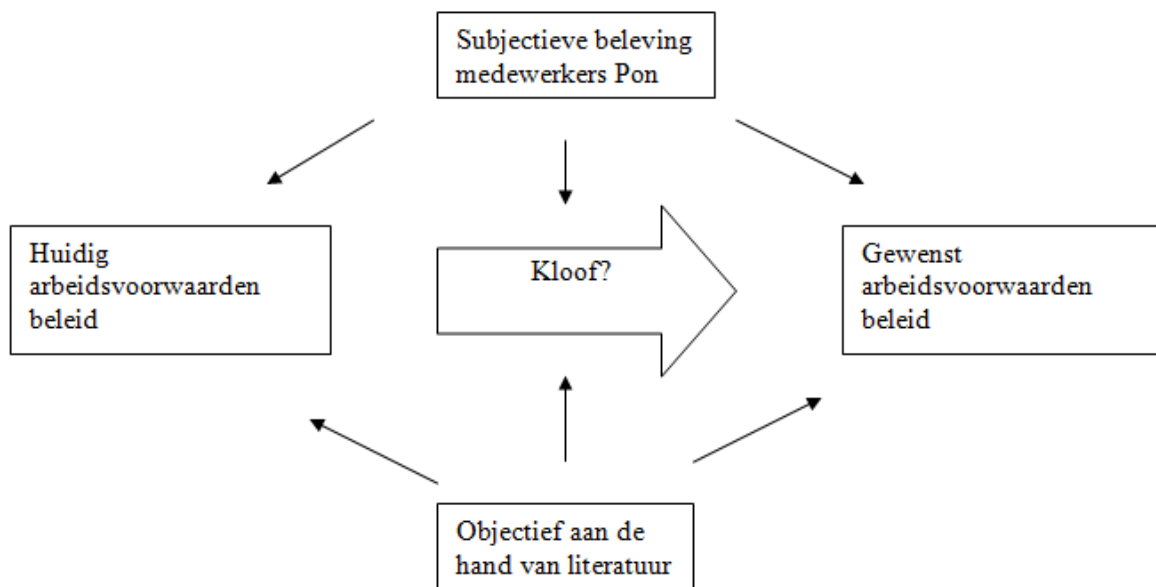 Subjectieve beleving
medewerkers Pon
Huidig
arbeidsvoorwaarden
beleid
Kloof?
Gewenst
arbeidsvoorwaarden
beleid
Objectief aan de
hand van literatuur